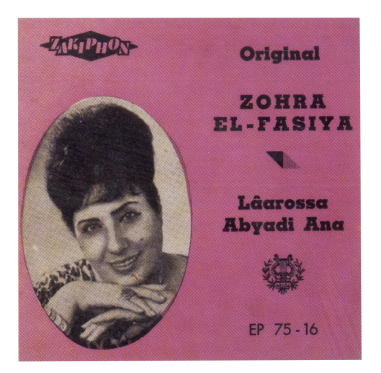 ZAKIPHON
Original
ZOHRA
EL-FASIYA
Lâarossa
Abyadi Ana
EP 75-16